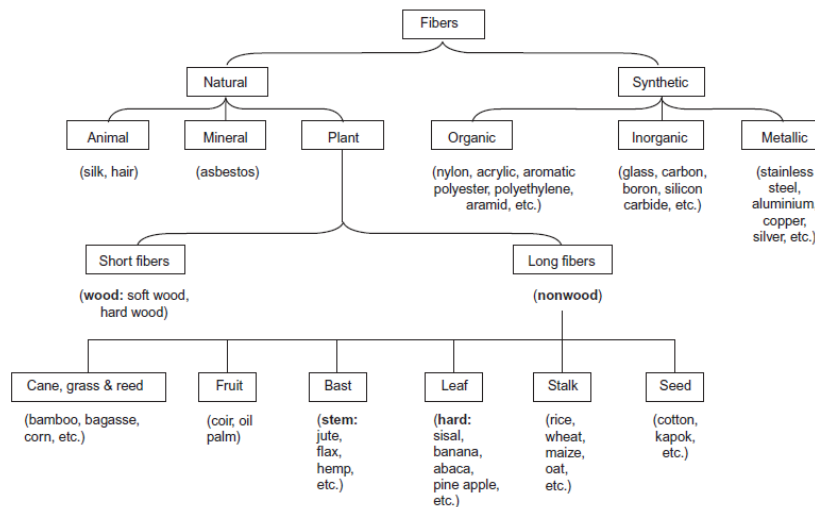 Fibers
Natural
Synthetic
Animal
Mineral
Plant
Organic
Inorganic
Metallic
(silk, hair)
(asbestos)
(nylon, acrylic, aromatic
polyester, polyethylene,
aramid, etc.)
(glass, carbon,
boron, silicon
carbide, etc.)
(stainless
steel,
aluminium,
copper,
silver, etc.)
Short fibers
Long fibers
(wood: soft wood,
hard wood)
(nonwood)
Cane, grass & reed
Fruit
Bast
Leaf
Stalk
Seed
(bamboo, bagasse,
corn, etc.)
(coir, oil
palm)
(stem:
jute,
flax,
hemp,
etc.)
(hard:
sisal,
banana,
abaca,
pine apple,
etc.)
(rice,
wheat,
maize,
oat,
etc.)
(cotton,
kapok,
etc.)